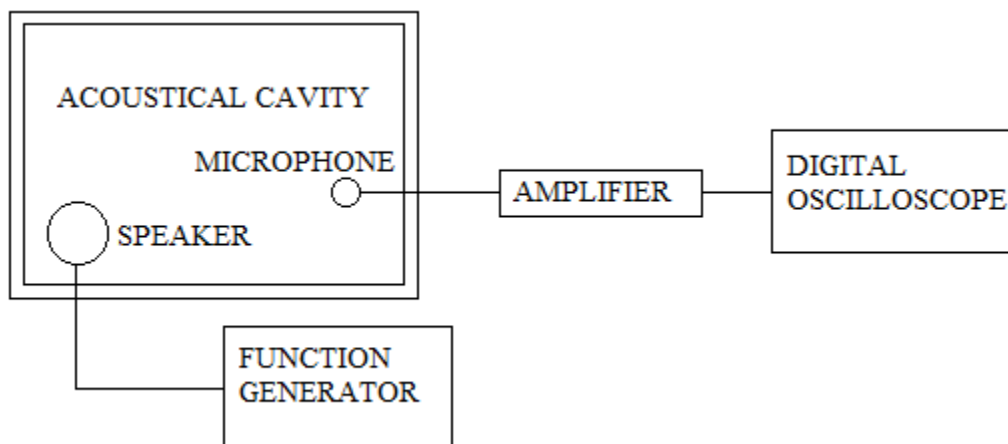 ACOUSTICAL CAVITY
MICROPHONE
SPEAKER
AMPLIFIER
DIGITAL
OSCILLOSCOPE
FUNCTION
GENERATOR